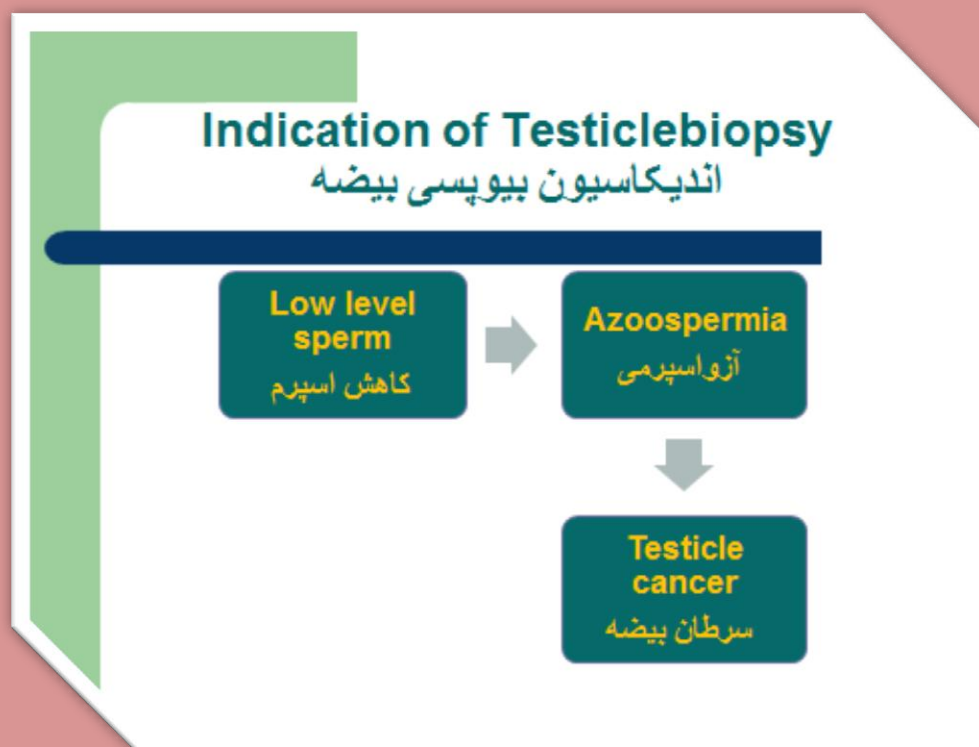 Indication of Testiclebiopsy
اندیکاسیون بیوپسی بیضه
Low level
sperm
کاهش اسپرم
Azoospermia
آزواسپرمی
Testicle
cancer
سرطان بیضه